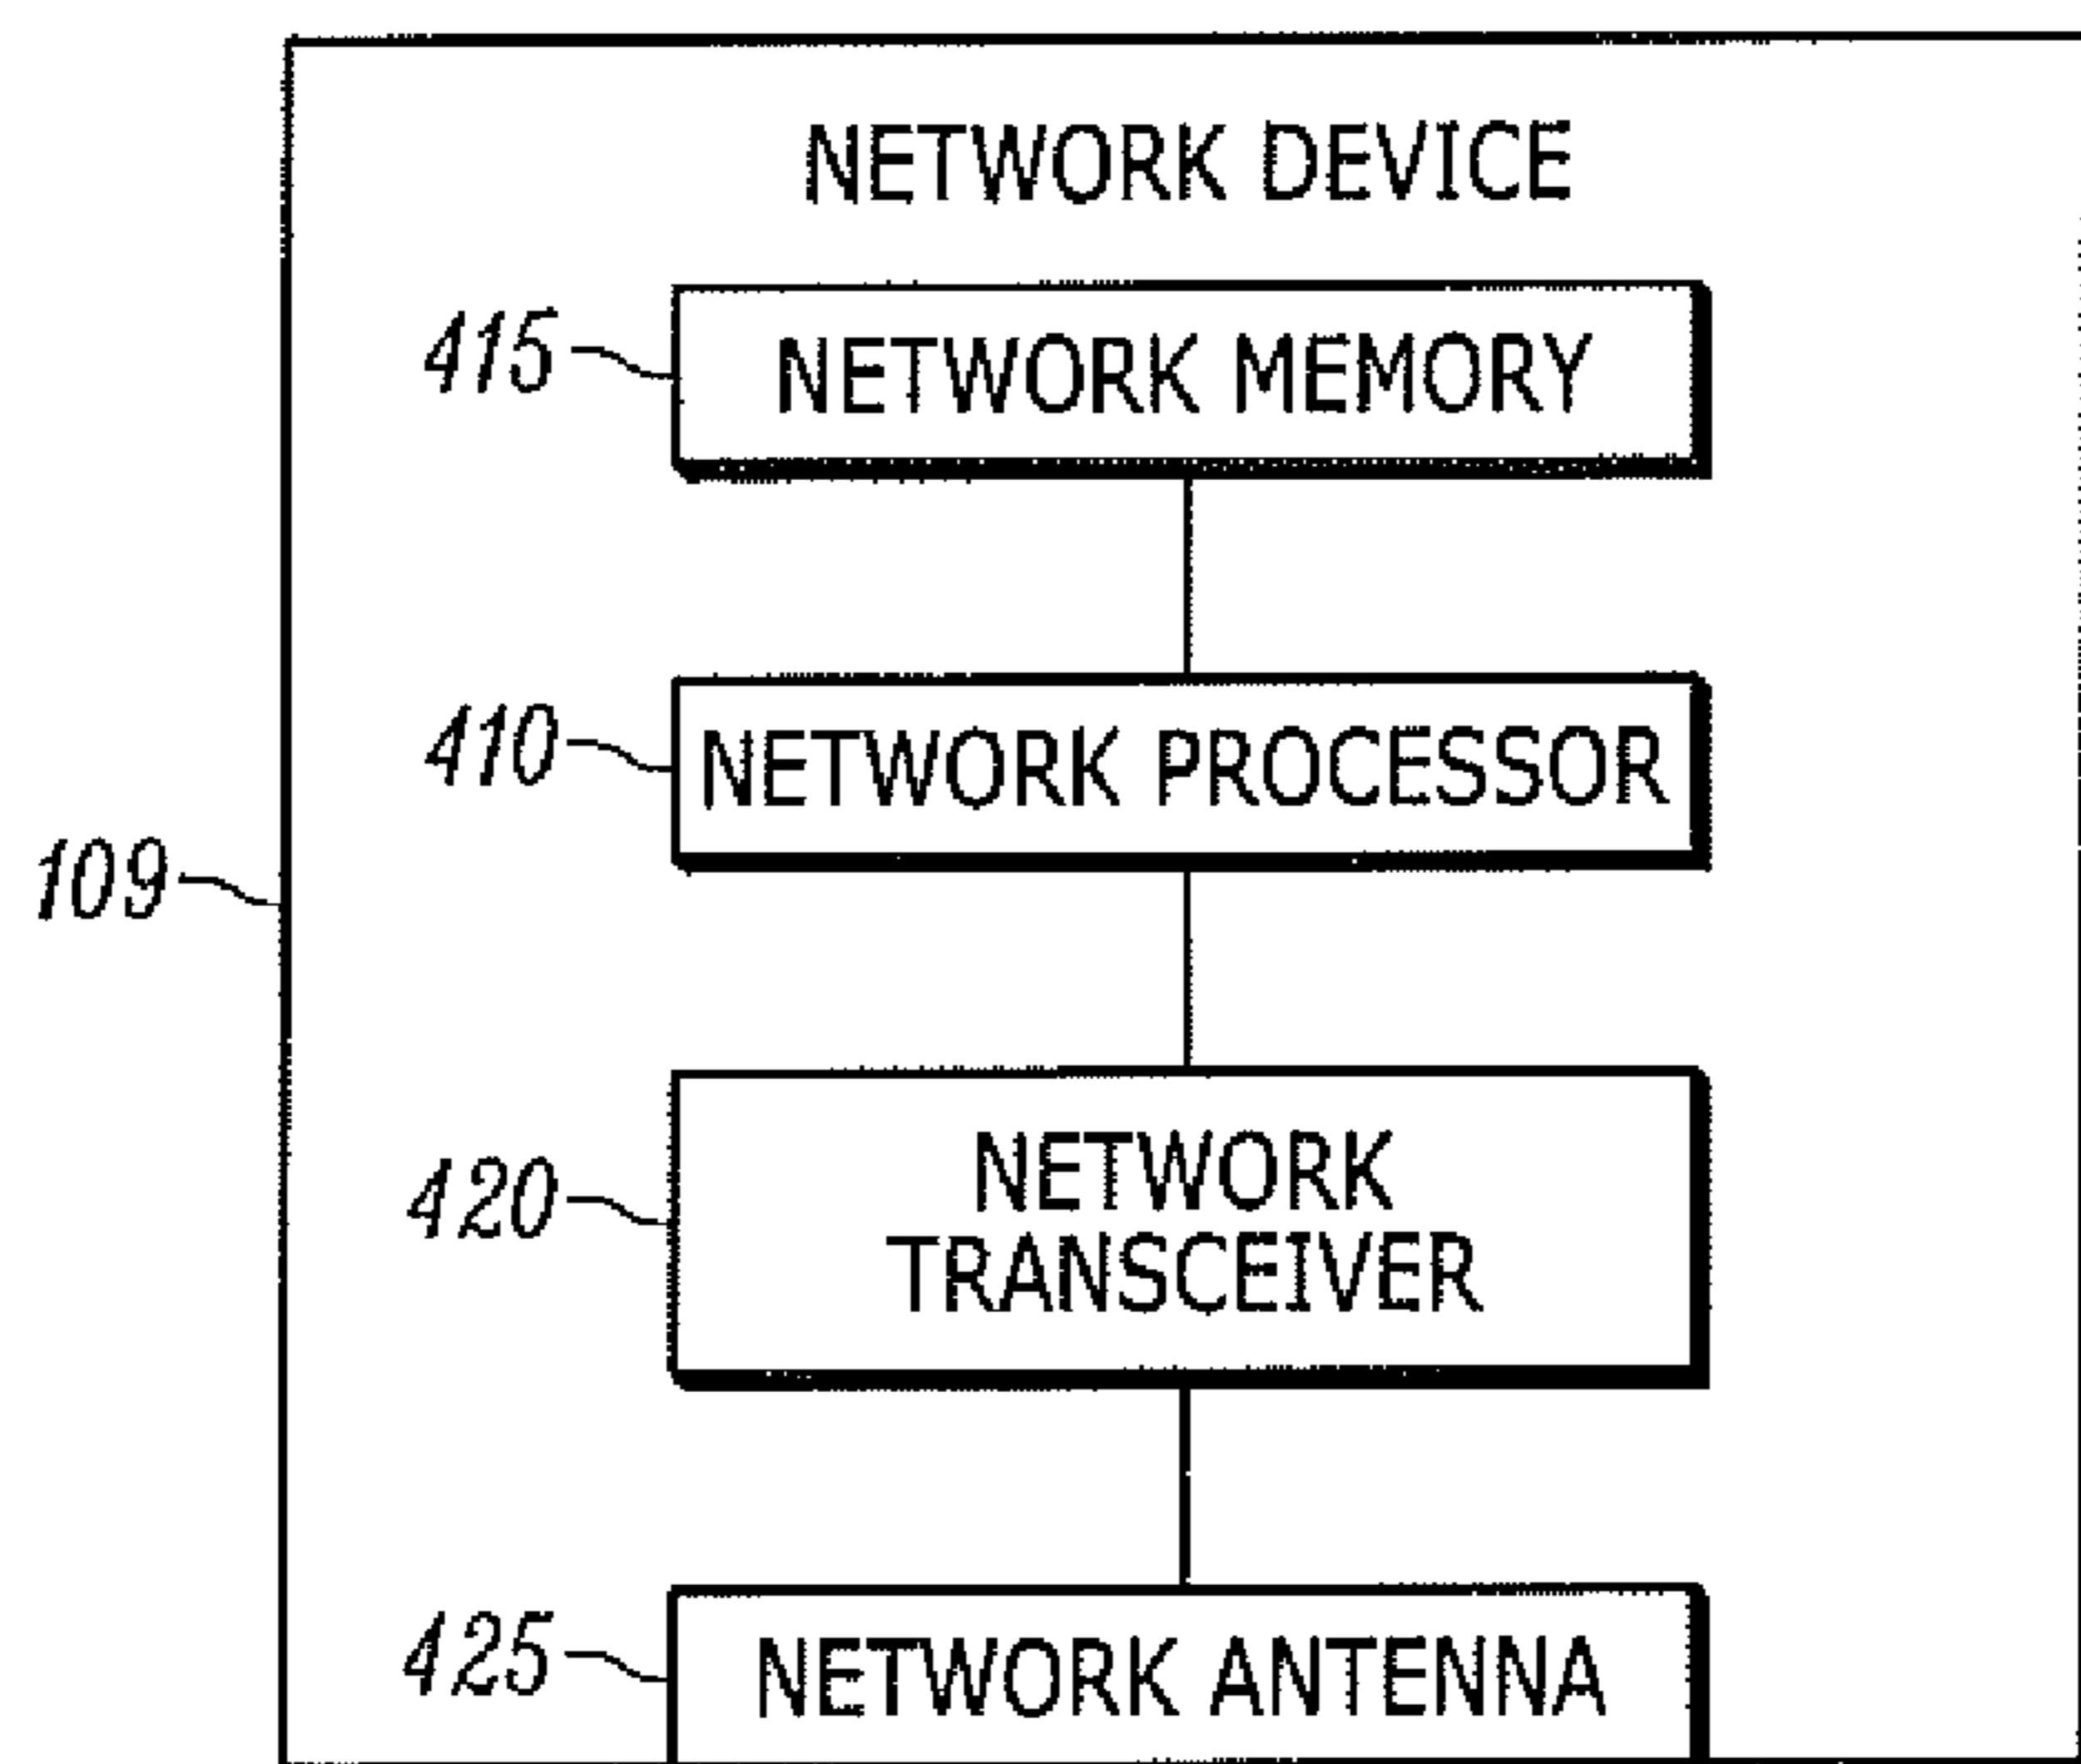 NETWORK DEVICE
415
NETWORK MEMORY
410
NETWORK PROCESSOR
109
420
NETWORK
TRANSCEIVER
425
NETWORK ANTENNA